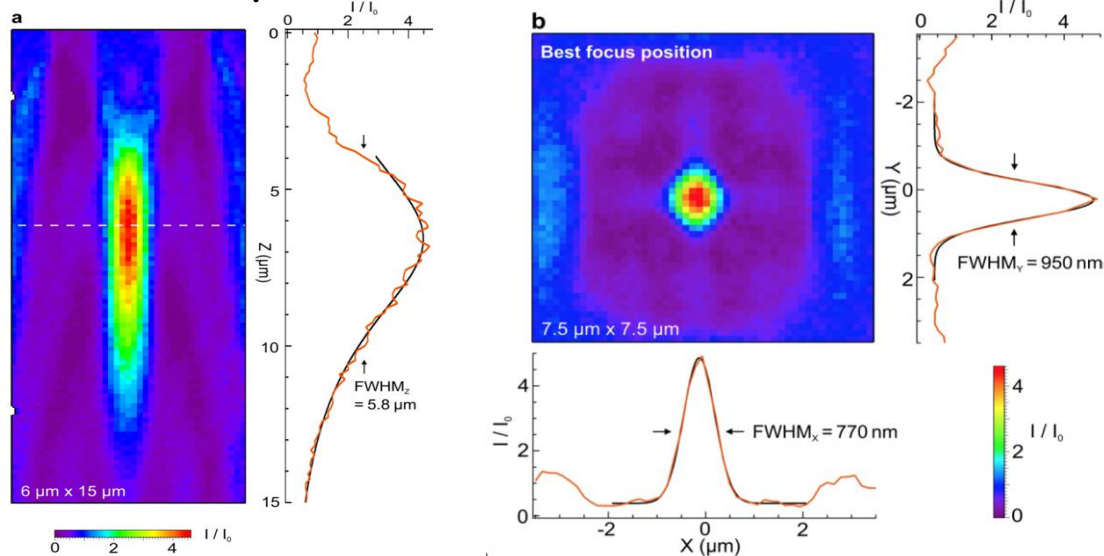 a
I / I₀
0 2 4
0
5
10
15
Z (µm)
FWHM_Z
= 5.8 µm
6 µm x 15 µm
I / I₀
0 2 4
b
Best focus position
7.5 µm x 7.5 µm
I / I₀
0 2 4
-2
0
2
Y (µm)
FWHM_Y = 950 nm
4
2
0
I / I₀
FWHM_X = 770 nm
-2 0 2
X (µm)
4
2
0
I / I₀